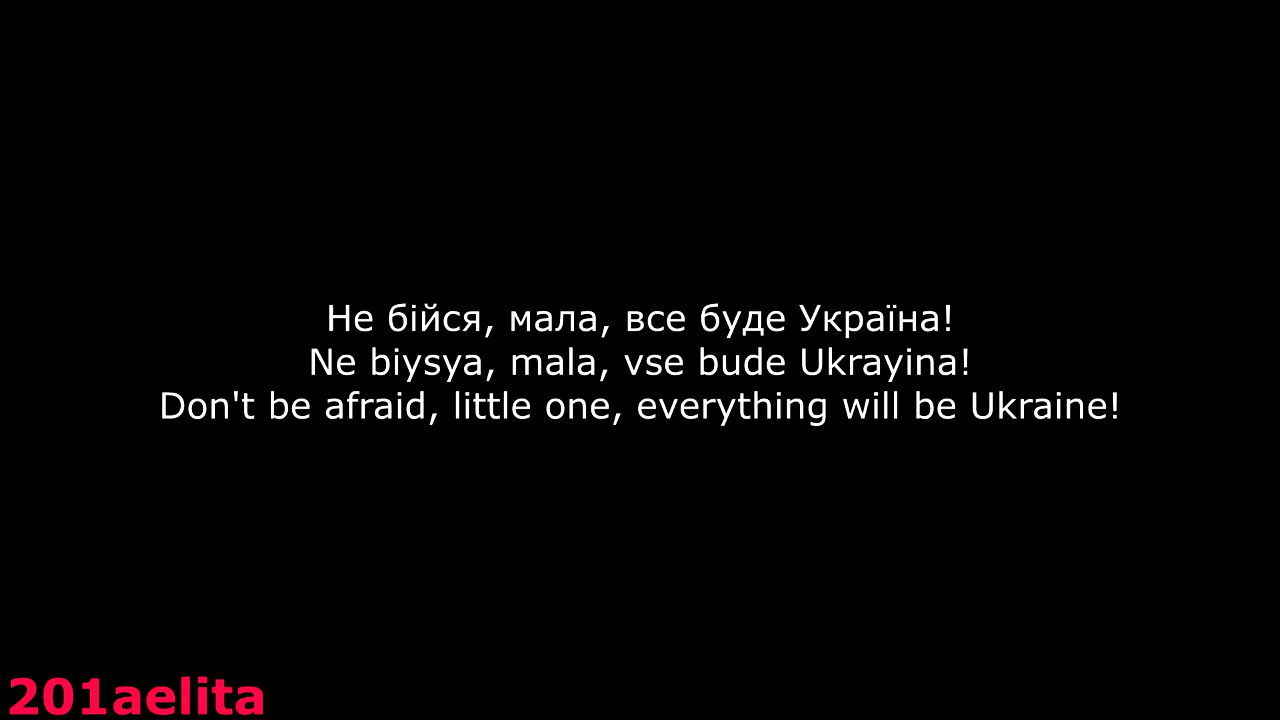 Не бійся, мала, все буде Україна!
Ne biysya, mala, vse bude Ukrayina!
Don't be afraid, little one, everything will be Ukraine!
201aelita